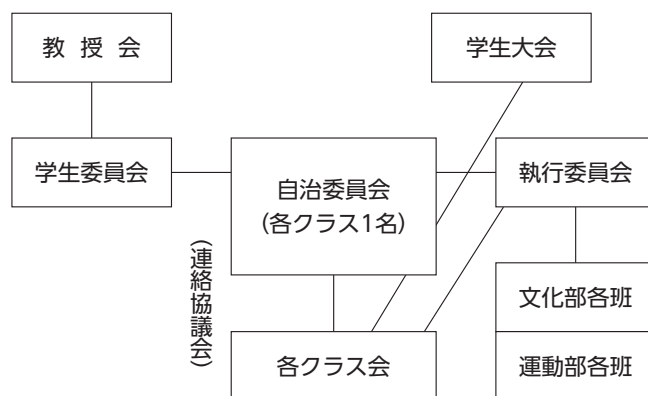 教授会
学生大会
学生委員会
自治委員会
(各クラス1名)
執行委員会
(連絡協議会)
文化部各班
各クラス会
運動部各班